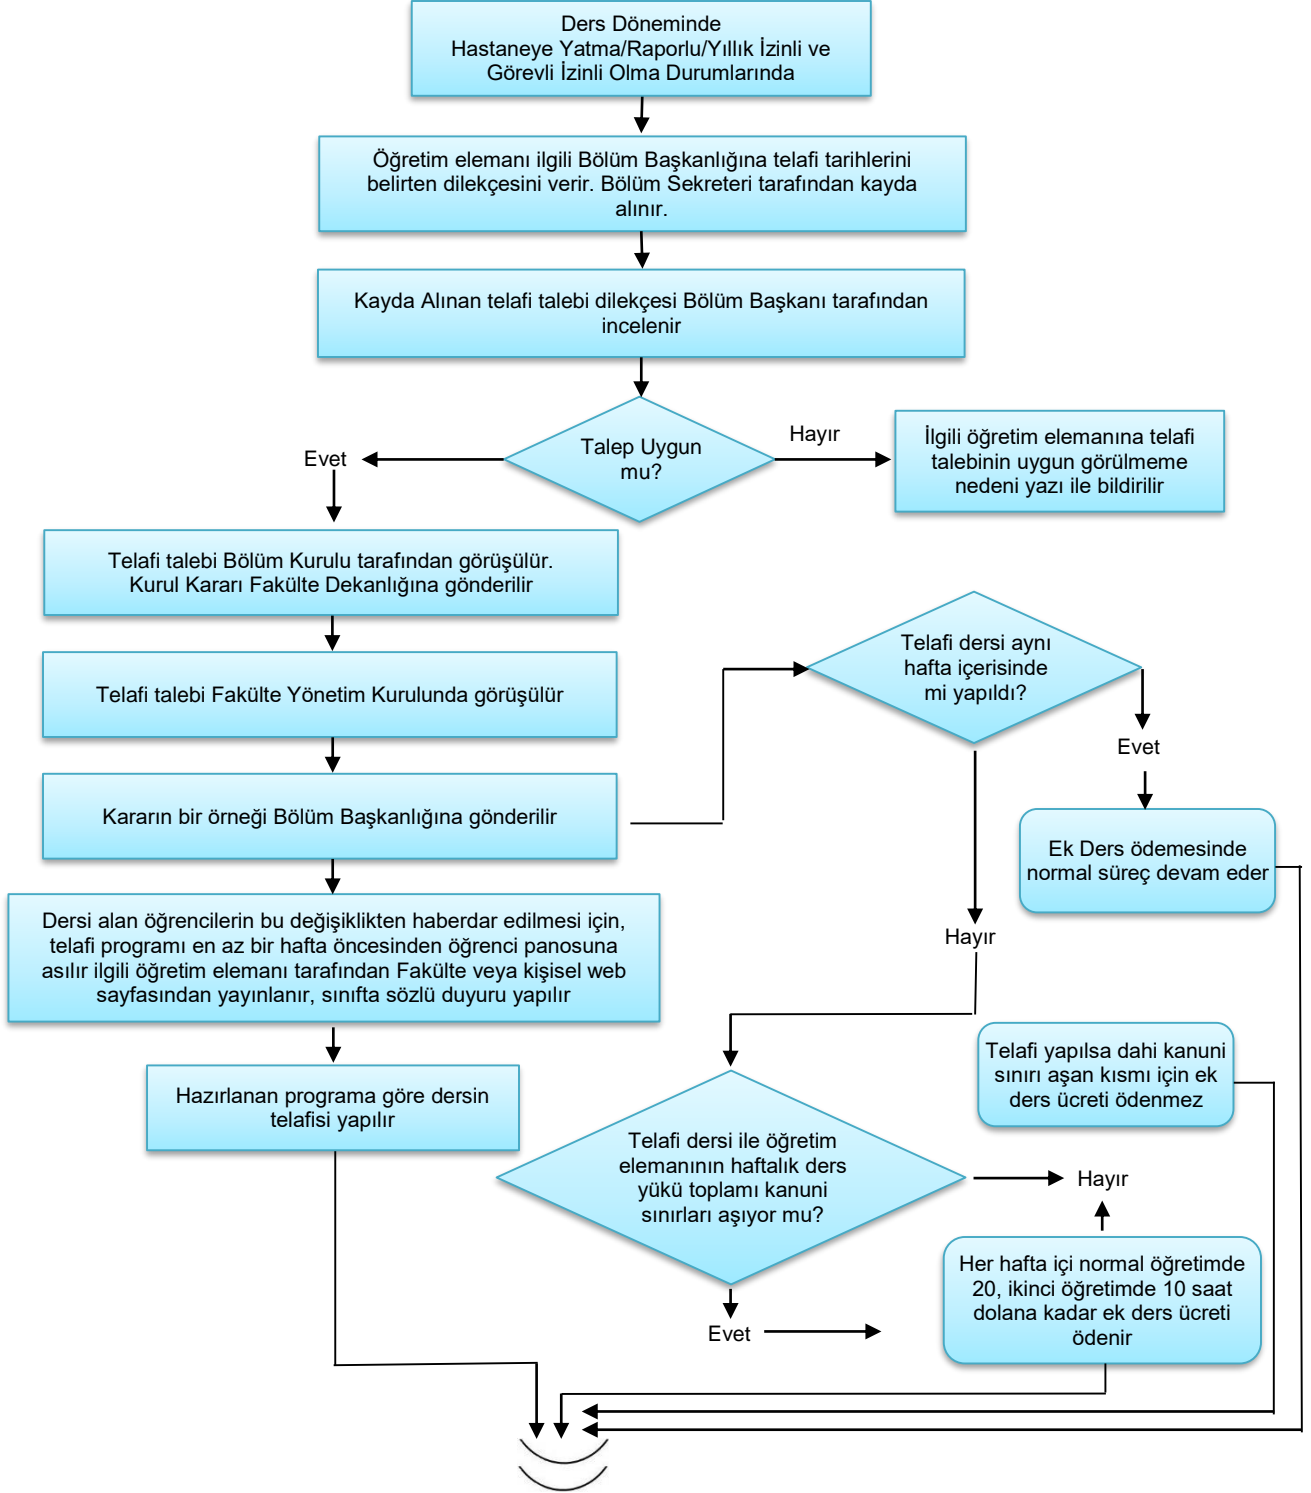 Ders Döneminde
Hastaneye Yatma/Raporlu/Yıllık İzinli ve
Görevli İzinli Olma Durumlarında
Öğretim elemanı ilgili Bölüm Başkanlığına telafi tarihlerini
belirten dilekçesini verir. Bölüm Sekreteri tarafından kayda
alınır.
Kayda Alınan telafi talebi dilekçesi Bölüm Başkanı tarafından
incelenir
Talep Uygun
mu?
Evet
Hayır
İlgili öğretim elemanına telafi
talebinin uygun görülmeme
nedeni yazı ile bildirilir
Telafi talebi Bölüm Kurulu tarafından görüşülür.
Kurul Kararı Fakülte Dekanlığına gönderilir
Telafi talebi Fakülte Yönetim Kurulunda görüşülür
Kararın bir örneği Bölüm Başkanlığına gönderilir
Telafi dersi aynı
hafta içerisinde
mi yapıldı?
Evet
Ek Ders ödemesinde
normal süreç devam eder
Hayır
Dersi alan öğrencilerin bu değişiklikten haberdar edilmesi için,
telafi programı en az bir hafta öncesinden öğrenci panosuna
asılır ilgili öğretim elemanı tarafından Fakülte veya kişisel web
sayfasından yayınlanır, sınıfta sözlü duyuru yapılır
Hazırlanan programa göre dersin
telafisi yapılır
Telafi yapılsa dahi kanuni
sınırı aşan kısmı için ek
ders ücreti ödenmez
Telafi dersi ile öğretim
elemanının haftalık ders
yükü toplamı kanuni
sınırları aşıyor mu?
Hayır
Her hafta içi normal öğretimde
20, ikinci öğretimde 10 saat
dolana kadar ek ders ücreti
ödenir
Evet